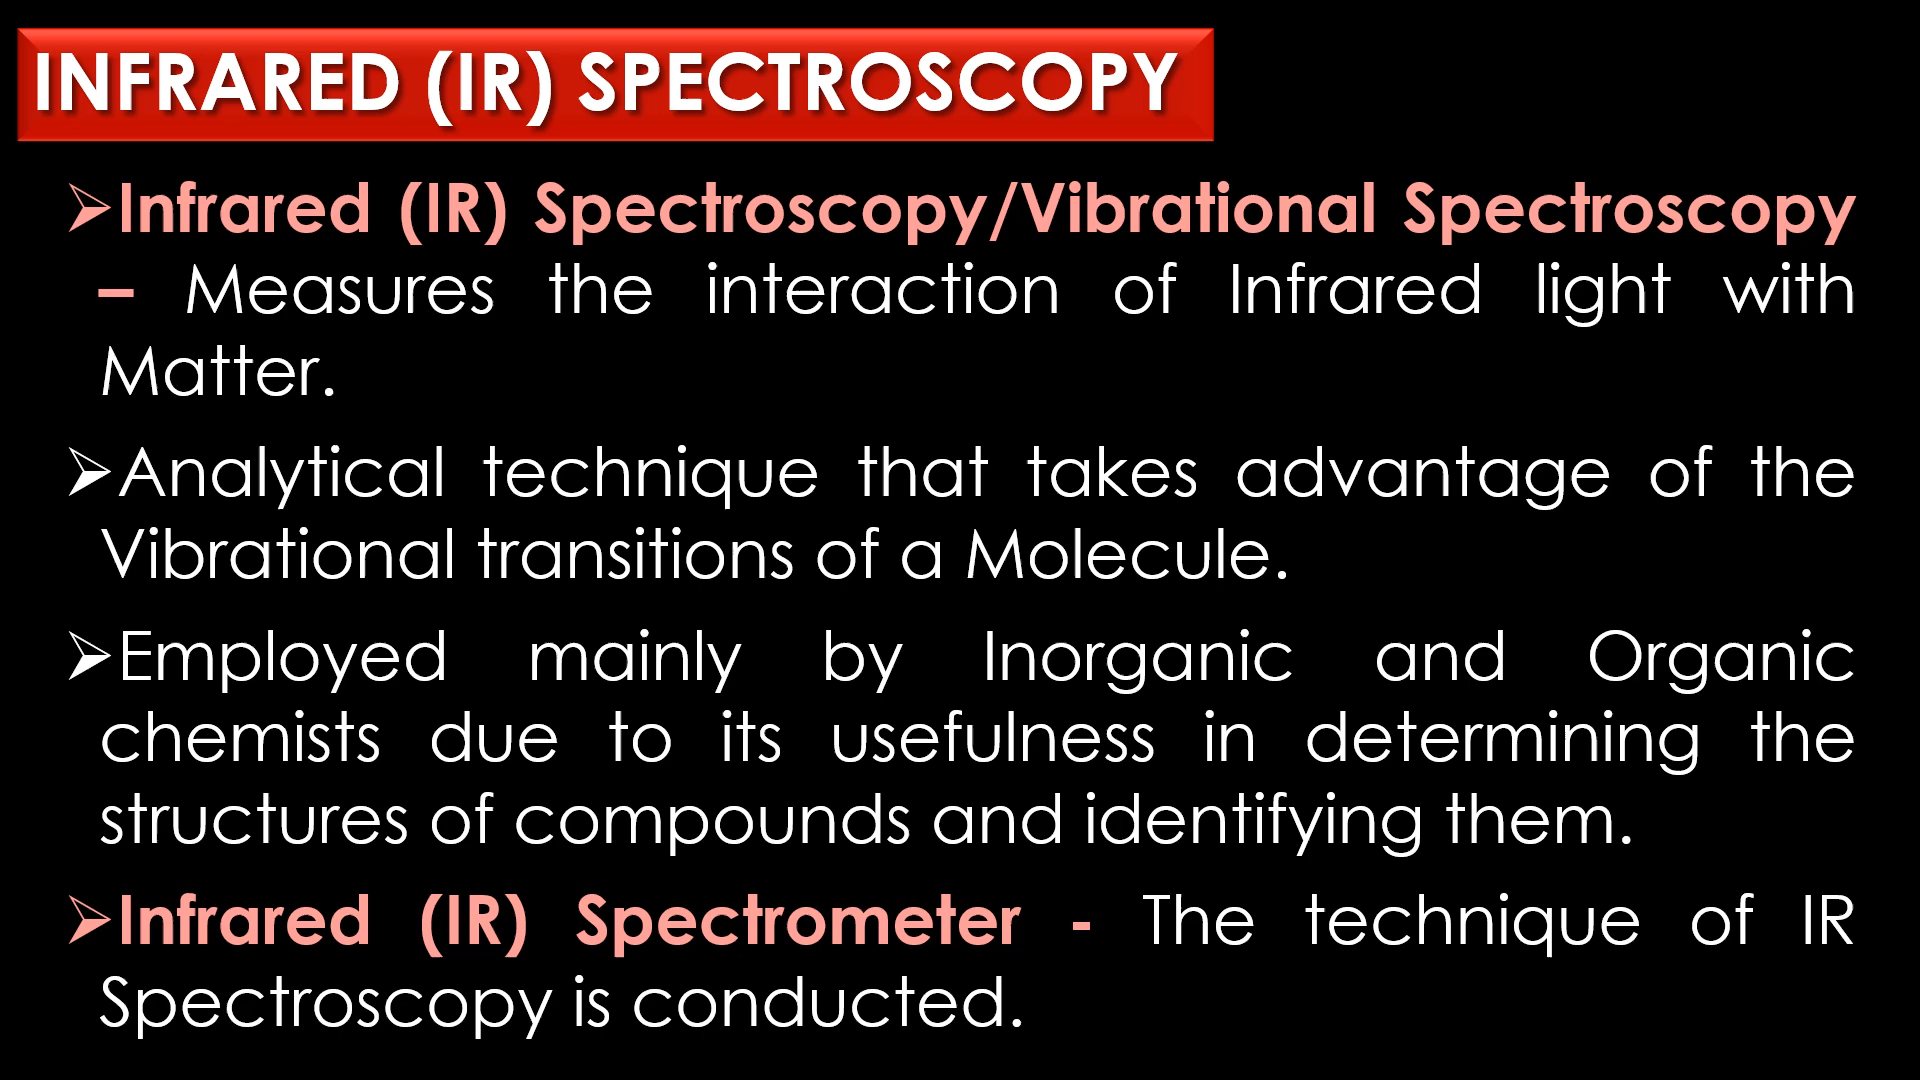 INFRARED (IR) SPECTROSCOPY
➢Infrared (IR) Spectroscopy/Vibrational Spectroscopy
– Measures the interaction of Infrared light with
Matter.
➢Analytical technique that takes advantage of the
Vibrational transitions of a Molecule.
➢Employed mainly by Inorganic and Organic
chemists due to its usefulness in determining the
structures of compounds and identifying them.
➢Infrared (IR) Spectrometer - The technique of IR
Spectroscopy is conducted.